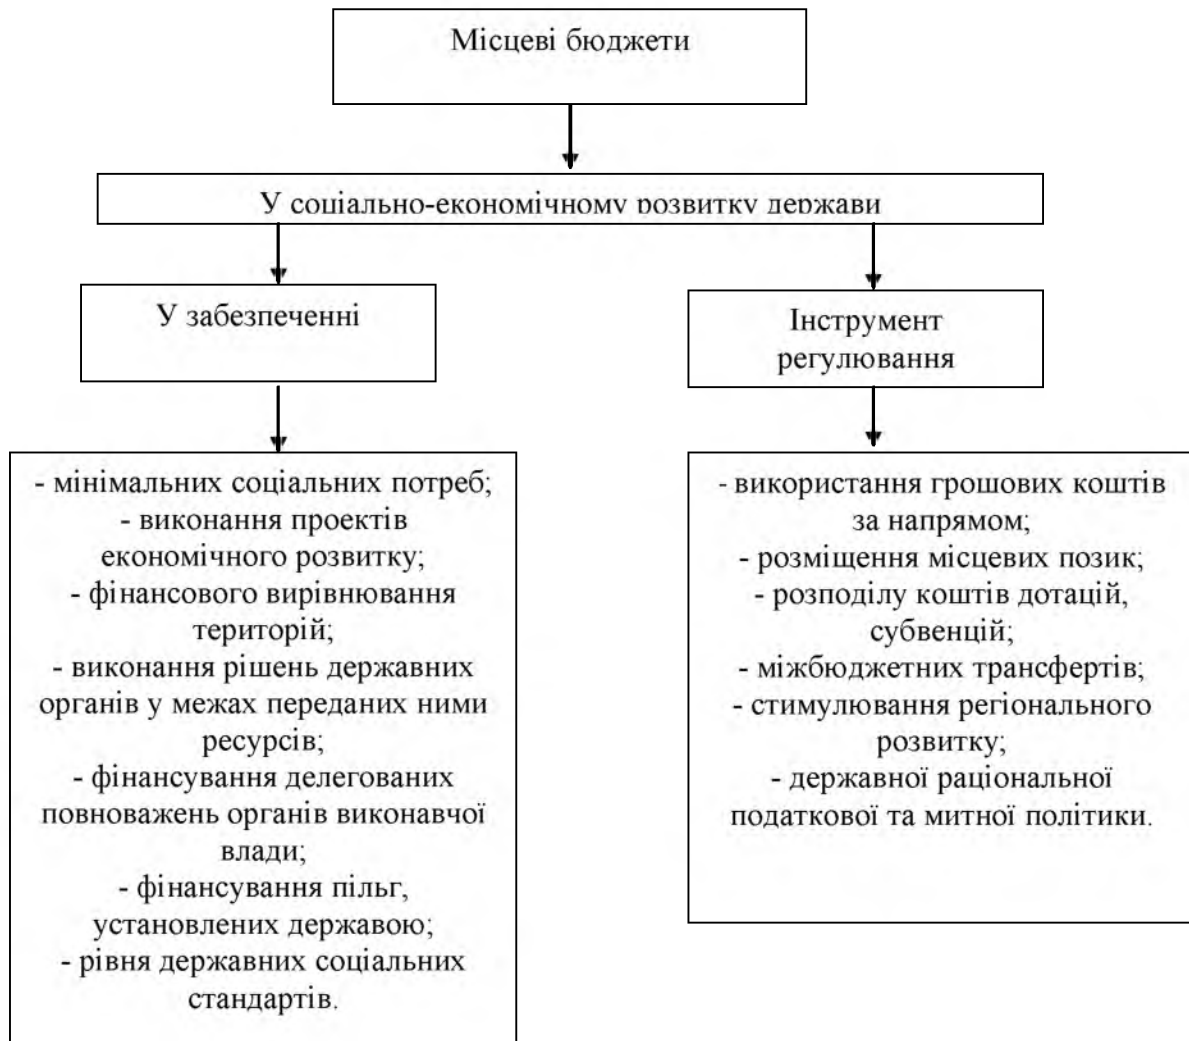 Місцеві бюджети
У соціально-економічному розвитку держави
У забезпеченні
Інструмент
регулювання
- мінімальних соціальних потреб;
- виконання проектів
економічного розвитку;
- фінансового вирівнювання
територій;
- виконання рішень державних
органів у межах переданих ними
ресурсів;
- фінансування делегованих
повноважень органів виконавчої
влади;
- фінансування пільг,
установлених державою;
- рівня державних соціальних
стандартів.
- використання грошових коштів
за напрямом;
- розміщення місцевих позик;
- розподілу коштів дотацій,
субвенцій;
- міжбюджетних трансфертів;
- стимулювання регіонального
розвитку;
- державної раціональної
податкової та митної політики.